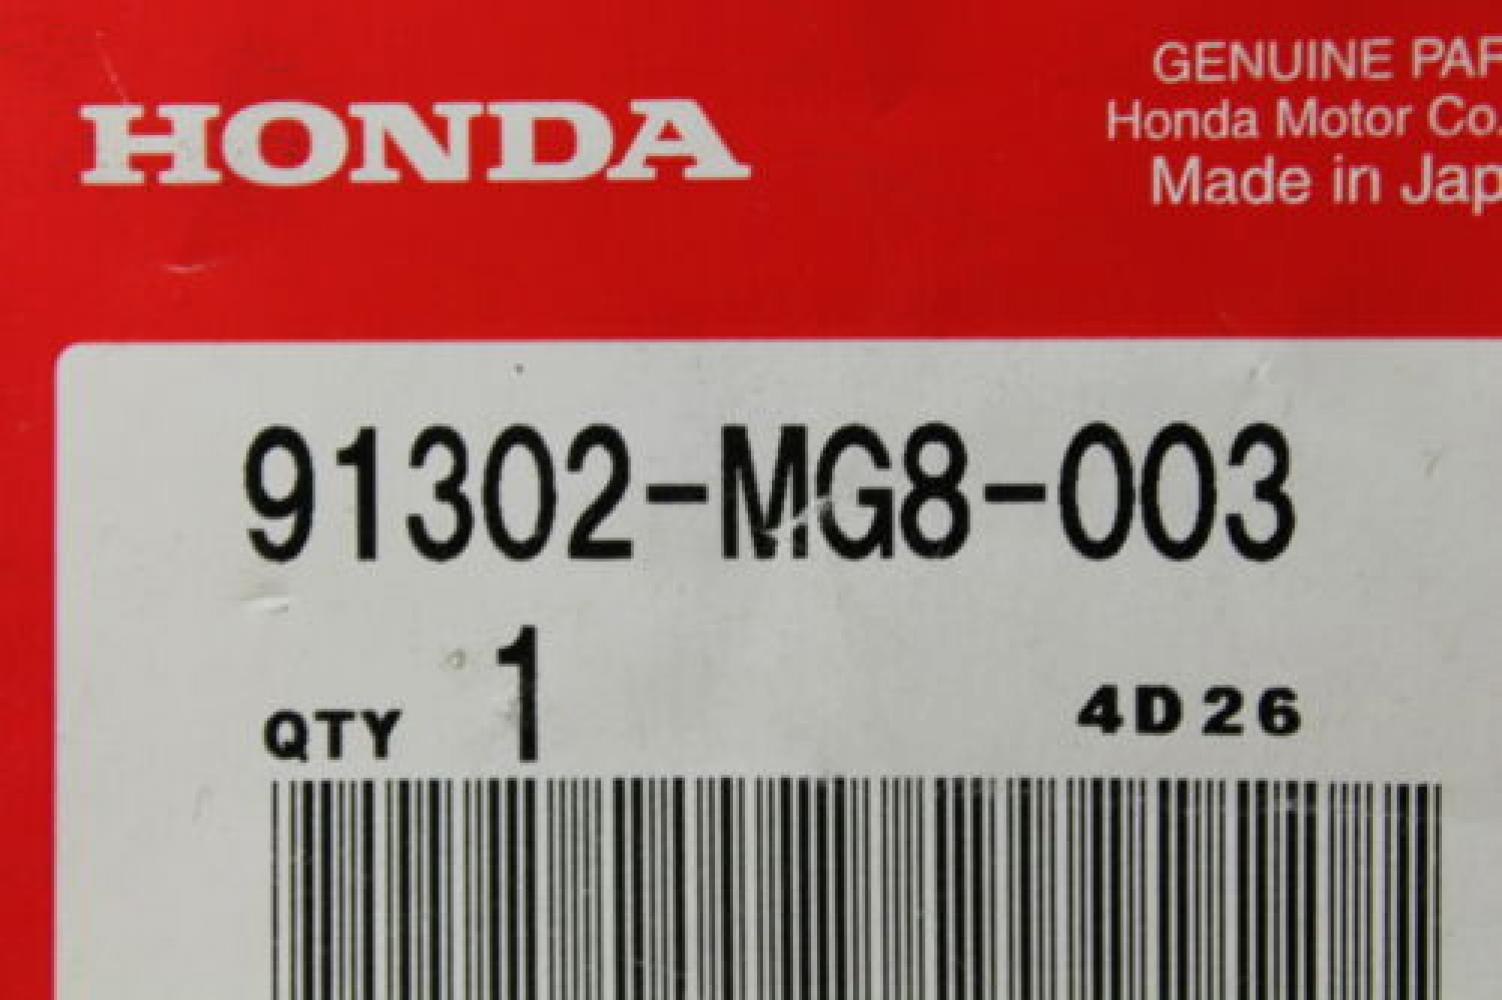 HONDA
GENUINE PAR
Honda Motor Co.
Made in Jap
91302-MG8-003
QTY 1
4D26